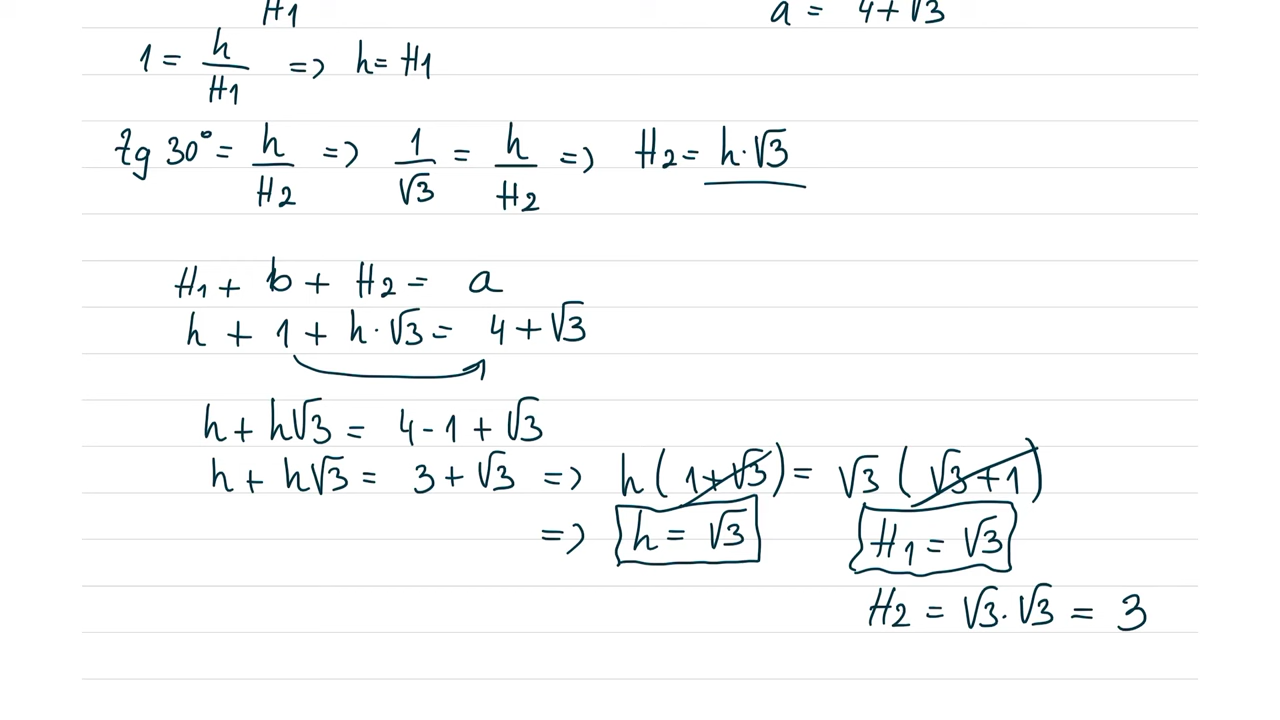 H1
a = 4+√3
1 = h/H1 => h = H1
tg 30° = h/H2 => 1/√3 = h/H2 => H2 = h·√3
H1 + b + H2 = a
h + 1 + h·√3 = 4+√3
h + h√3 = 4-1+√3
h + h√3 = 3+√3 => h(1+√3) = √3(√3+1)
=> h = √3 H1 = √3
H2 = √3·√3 = 3